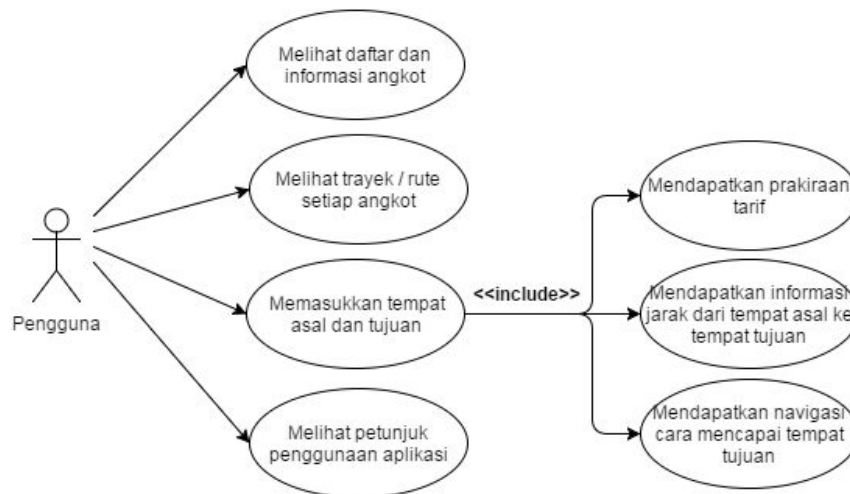 Melihat daftar dan
informasi angkot
Melihat trayek / rute
setiap angkot
Pengguna
Memasukkan tempat
asal dan tujuan
Melihat petunjuk
penggunaan aplikasi
<<include>>
Mendapatkan prakiraan
tarif
Mendapatkan informasi
jarak dari tempat asal ke
tempat tujuan
Mendapatkan navigasi
cara mencapai tempat
tujuan